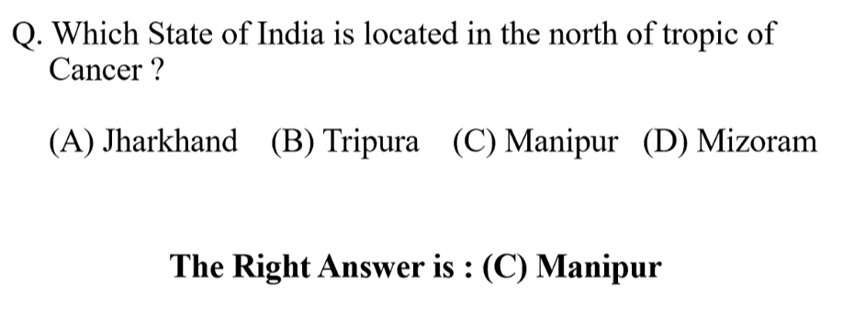 Q. Which State of India is located in the north of tropic of
Cancer ?
(A) Jharkhand (B) Tripura (C) Manipur (D) Mizoram
The Right Answer is : (C) Manipur